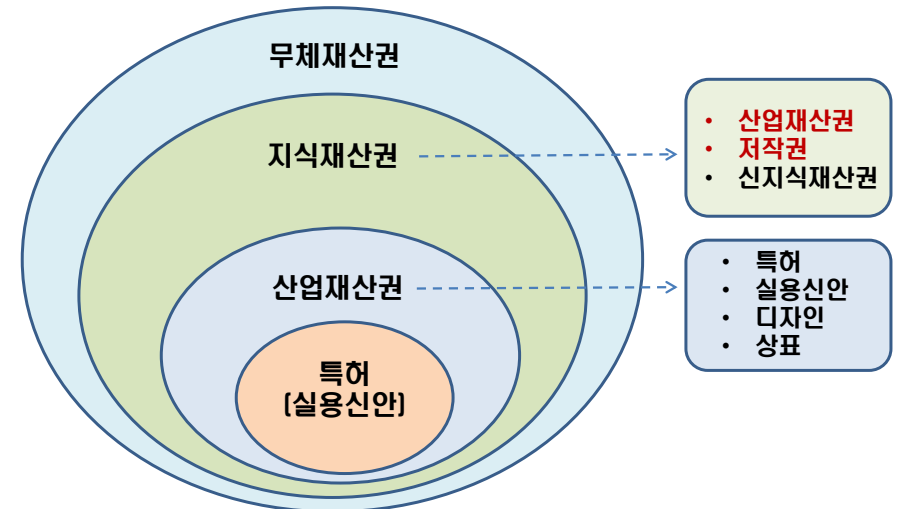 무체재산권
지식재산권
산업재산권
특허
(실용신안)
• 산업재산권
• 저작권
• 신지식재산권
• 특허
• 실용신안
• 디자인
• 상표